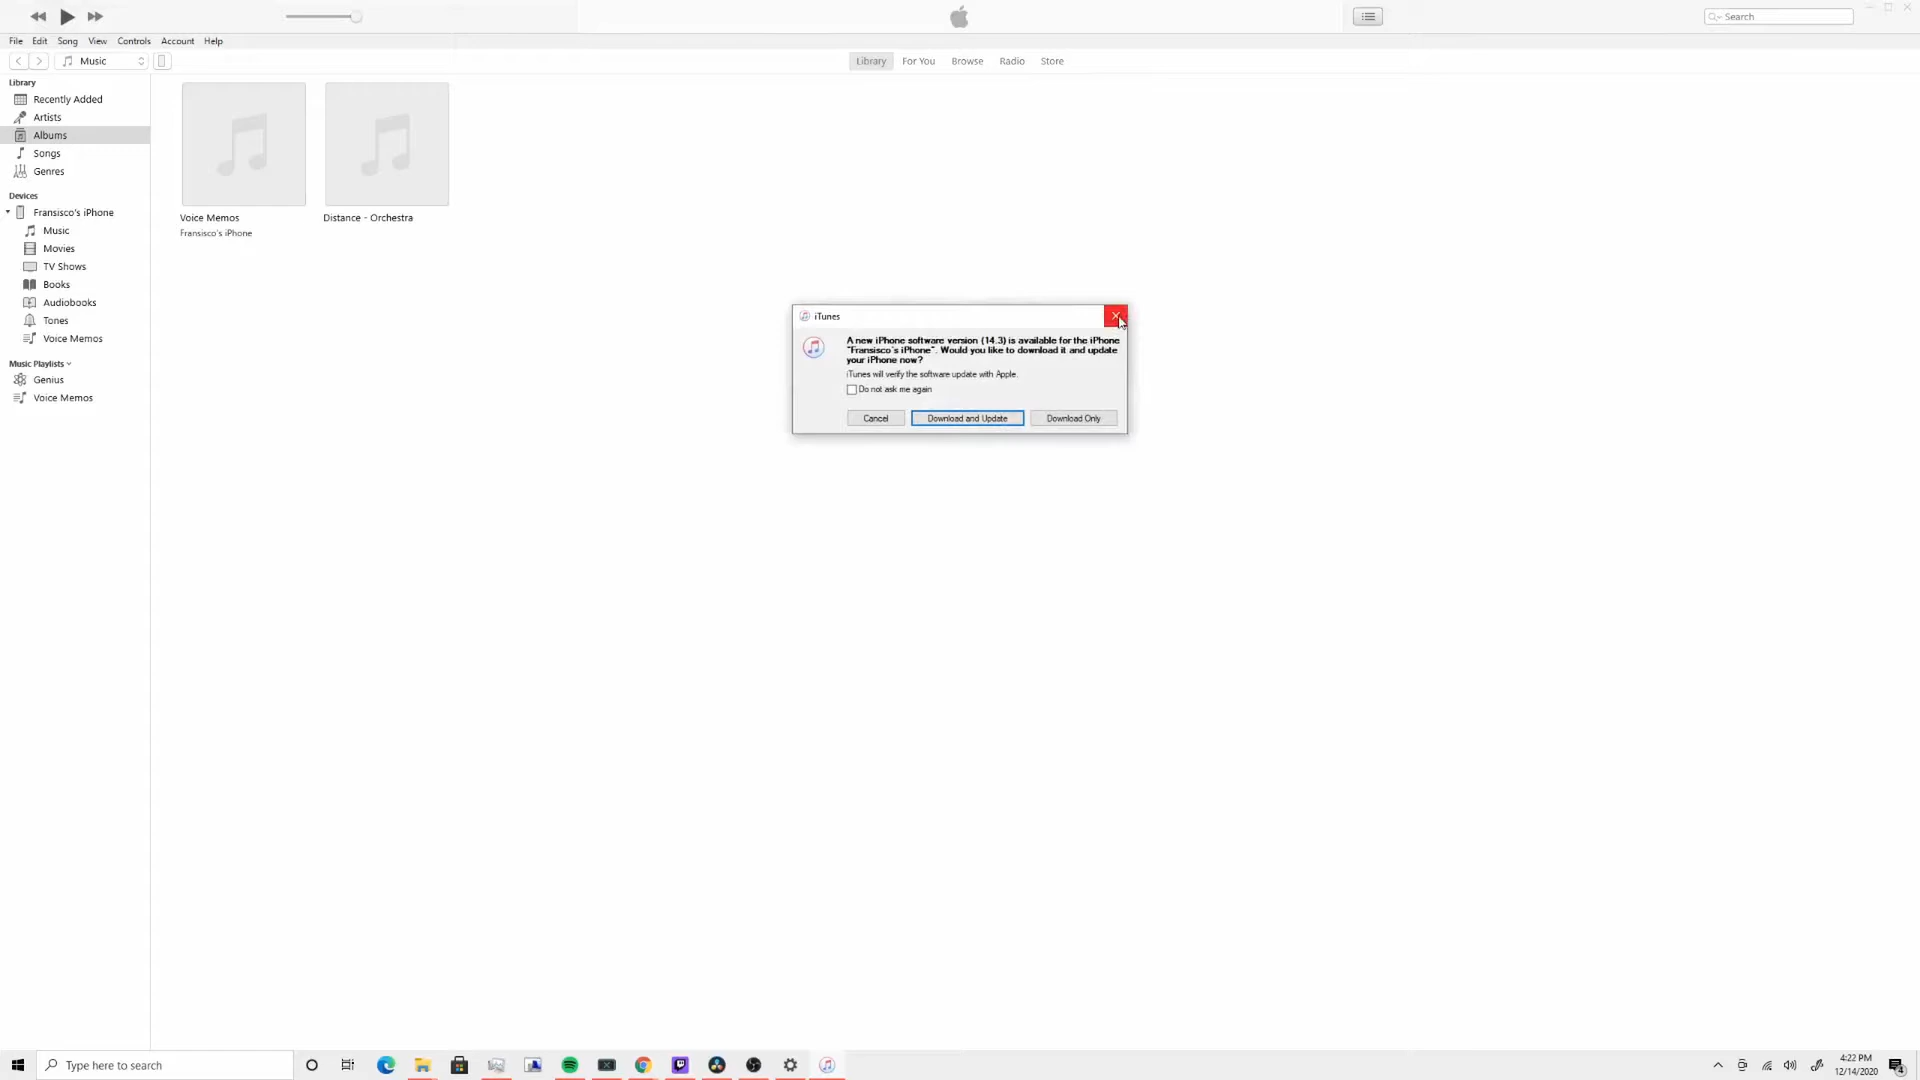 Search
File Edit Song View Controls Account Help
Music
Library For You Browse Radio Store
Library
Recently Added
Artists
Albums
Songs
Genres
Devices
Fransisco's iPhone
Music
Movies
TV Shows
Books
Audiobooks
Tones
Voice Memos
Music Playlists
Genius
Voice Memos
Voice Memos
Fransisco's iPhone
Distance - Orchestra
iTunes
A new iPhone software version (14.3) is available for the iPhone
"Fransisco's iPhone". Would you like to download it and update
your iPhone now?
iTunes will verify the software update with Apple.
Do not ask me again
Cancel Download and Update Download Only
Type here to search
4:22 PM
12/14/2020
4